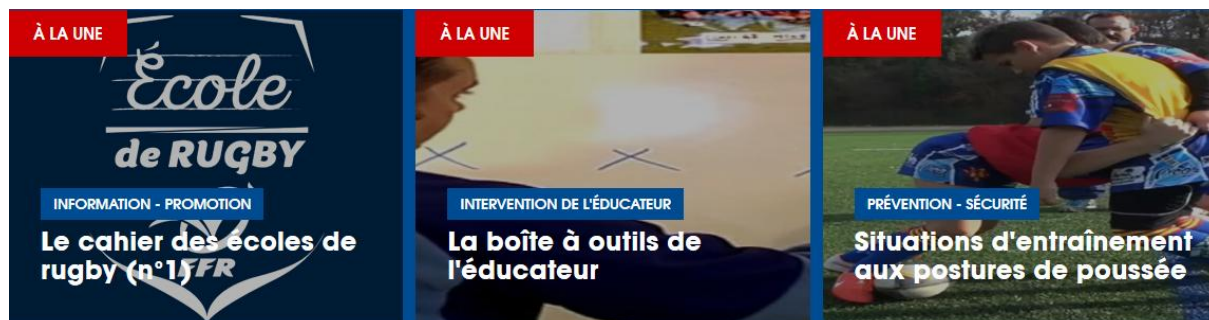 À LA UNE
École
de RUGBY
FFR
INFORMATION - PROMOTION
Le cahier des écoles de
rugby (n°1)
À LA UNE
INTERVENTION DE L'ÉDUCATEUR
La boîte à outils de
l'éducateur
À LA UNE
PRÉVENTION - SÉCURITÉ
Situations d'entraînement
aux postures de poussée